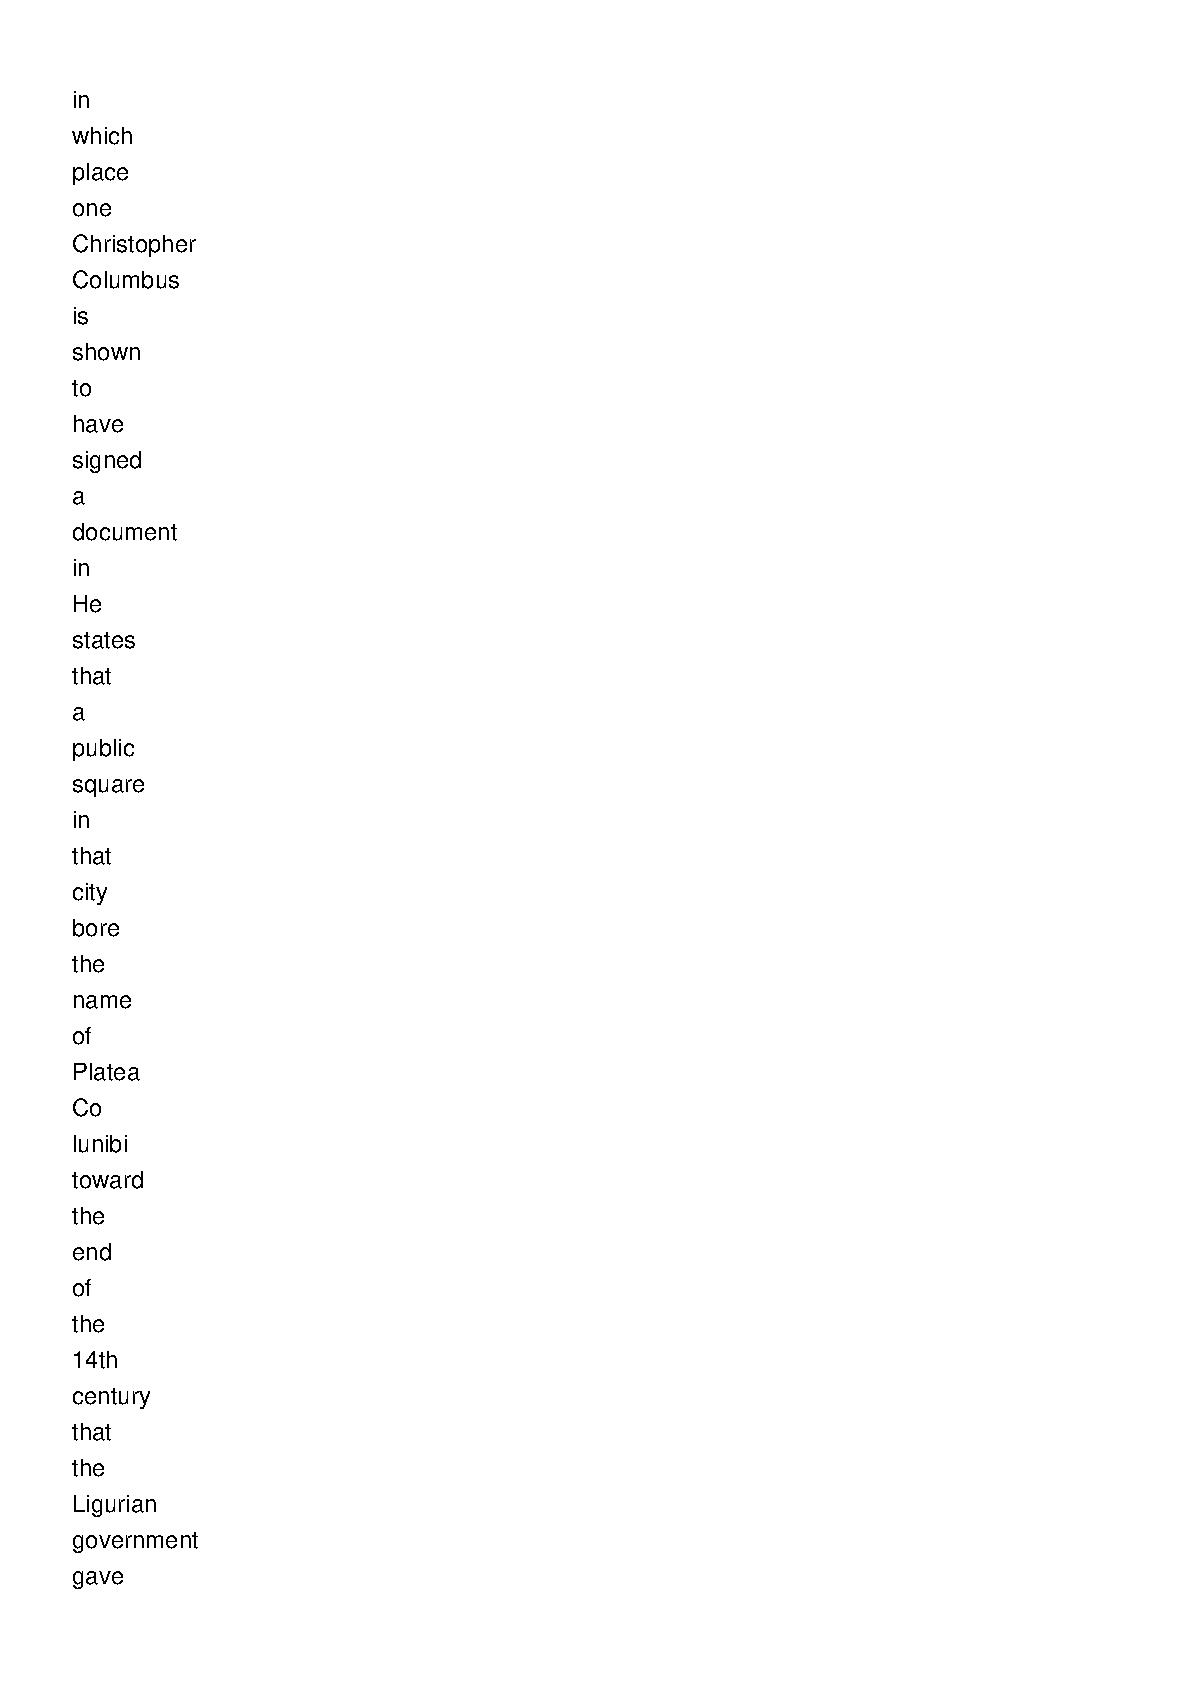 in
which
place
one
Christopher
Columbus
is
shown
to
have
signed
a
document
in
He
states
that
a
public
square
in
that
city
bore
the
name
of
Platea
Co
lunibi
toward
the
end
of
the
14th
century
that
the
Ligurian
government
gave